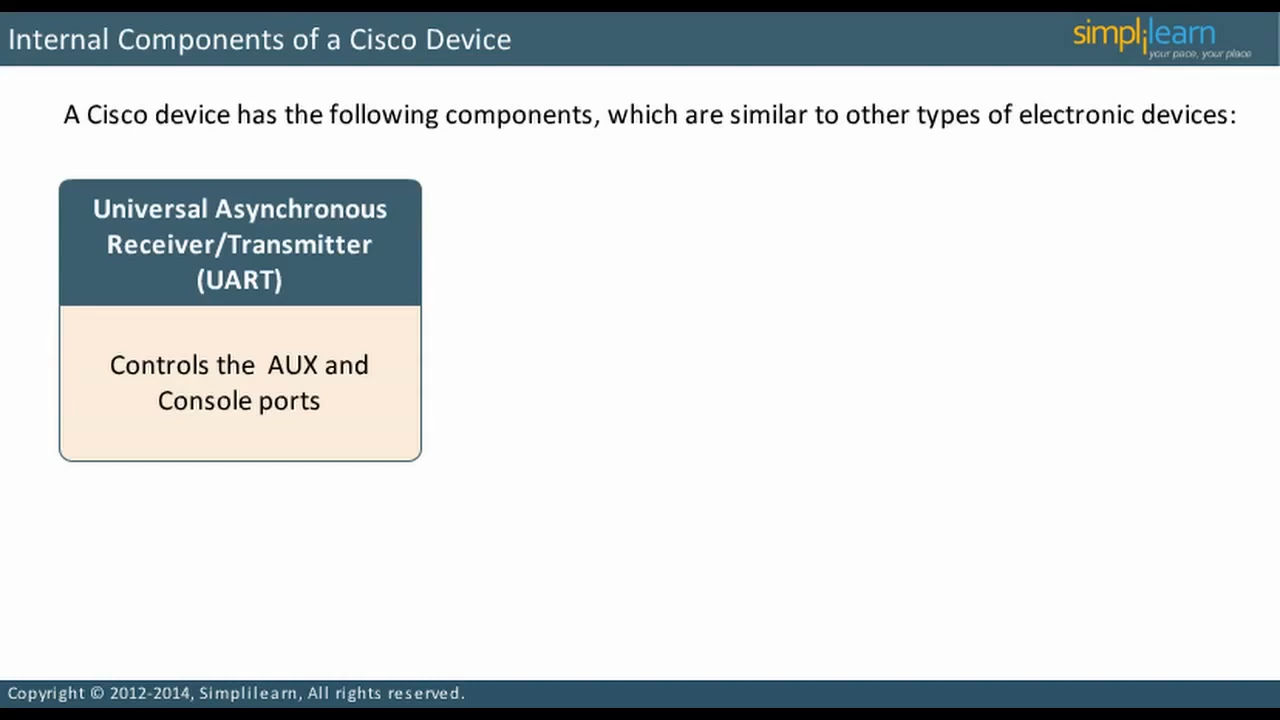 Internal Components of a Cisco Device
simplilearn
your pace, your place
A Cisco device has the following components, which are similar to other types of electronic devices:
Universal Asynchronous
Receiver/Transmitter
(UART)
Controls the  AUX and
Console ports
Copyright © 2012-2014, Simplilearn, All rights reserved.